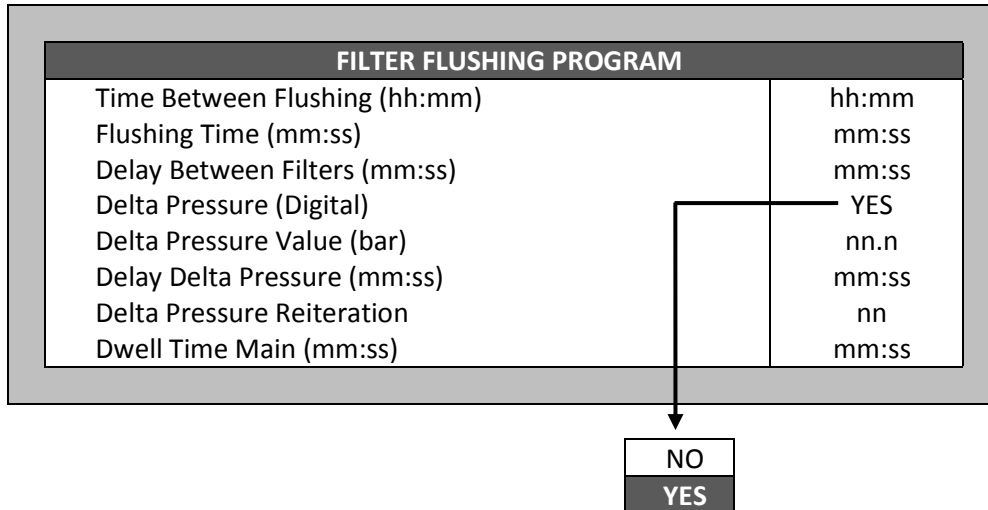 FILTER FLUSHING PROGRAM
Time Between Flushing (hh:mm) hh:mm
Flushing Time (mm:ss) mm:ss
Delay Between Filters (mm:ss) mm:ss
Delta Pressure (Digital) YES
Delta Pressure Value (bar) nn.n
Delay Delta Pressure (mm:ss) mm:ss
Delta Pressure Reiteration nn
Dwell Time Main (mm:ss) mm:ss
NO
YES